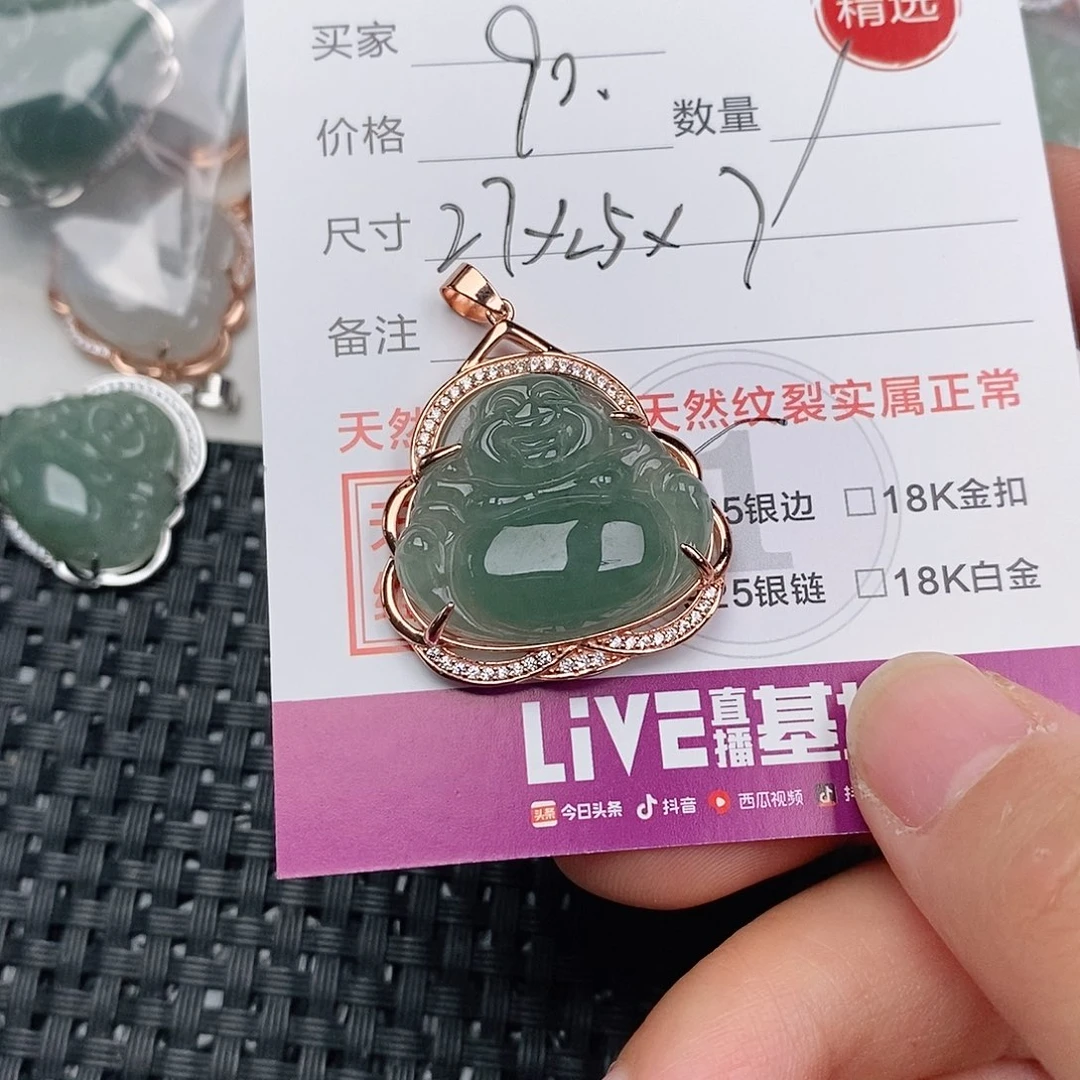 精选
买家
价格 数量
尺寸 27x25x7
备注
天然 天然纹裂实属正常
5银边 □18K金扣
5银链 □18K白金
LiVE直播基
今日头条 抖音 西瓜视频